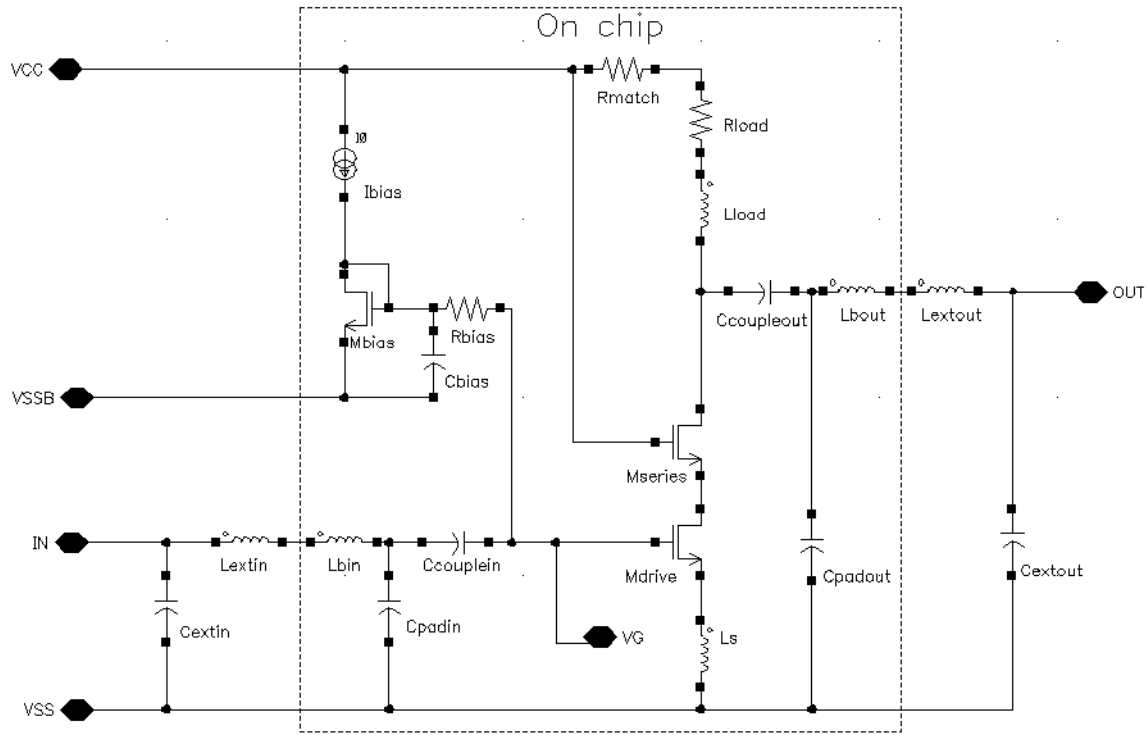 On chip
VCC
Rmatch
Rload
I0
Ibias
Lload
OUT
Ccoupleout
Lbout
Lextout
Mbias
Rbias
Cbias
VSSB
Mseries
IN
Lextin
Lbin
Ccouplein
Mdrive
Cpadout
Cextout
Cextin
Cpadin
VG
Ls
VSS